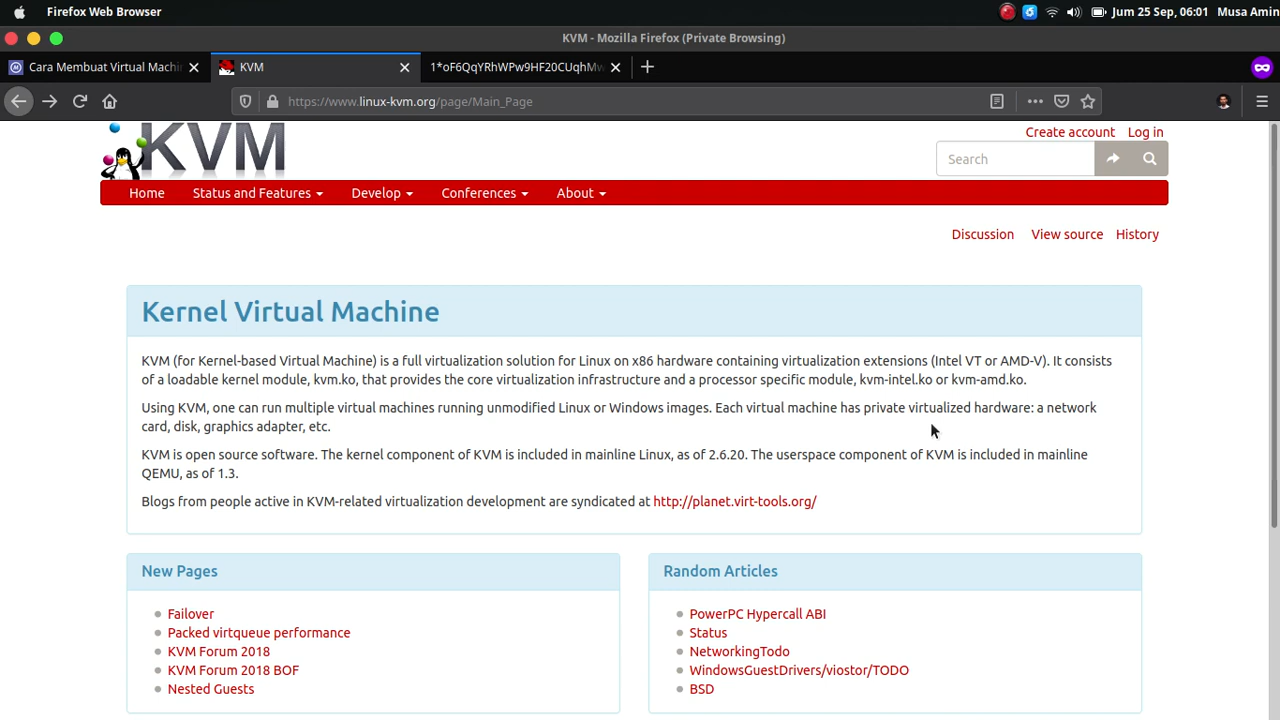 Firefox Web Browser
Jum 25 Sep, 06:01 Musa Amin
KVM - Mozilla Firefox (Private Browsing)
Cara Membuat Virtual Machin
KVM
1*oF6QqYRhWPw9HF20CUqhMw
https://www.linux-kvm.org/page/Main_Page
KVM
Create account Log in
Search
Home Status and Features Develop Conferences About
Discussion View source History
Kernel Virtual Machine
KVM (for Kernel-based Virtual Machine) is a full virtualization solution for Linux on x86 hardware containing virtualization extensions (Intel VT or AMD-V). It consists
of a loadable kernel module, kvm.ko, that provides the core virtualization infrastructure and a processor specific module, kvm-intel.ko or kvm-amd.ko.
Using KVM, one can run multiple virtual machines running unmodified Linux or Windows images. Each virtual machine has private virtualized hardware: a network
card, disk, graphics adapter, etc.
KVM is open source software. The kernel component of KVM is included in mainline Linux, as of 2.6.20. The userspace component of KVM is included in mainline
QEMU, as of 1.3.
Blogs from people active in KVM-related virtualization development are syndicated at http://planet.virt-tools.org/
New Pages
Failover
Packed virtqueue performance
KVM Forum 2018
KVM Forum 2018 BOF
Nested Guests
Random Articles
PowerPC Hypercall ABI
Status
NetworkingTodo
WindowsGuestDrivers/viostor/TODO
BSD